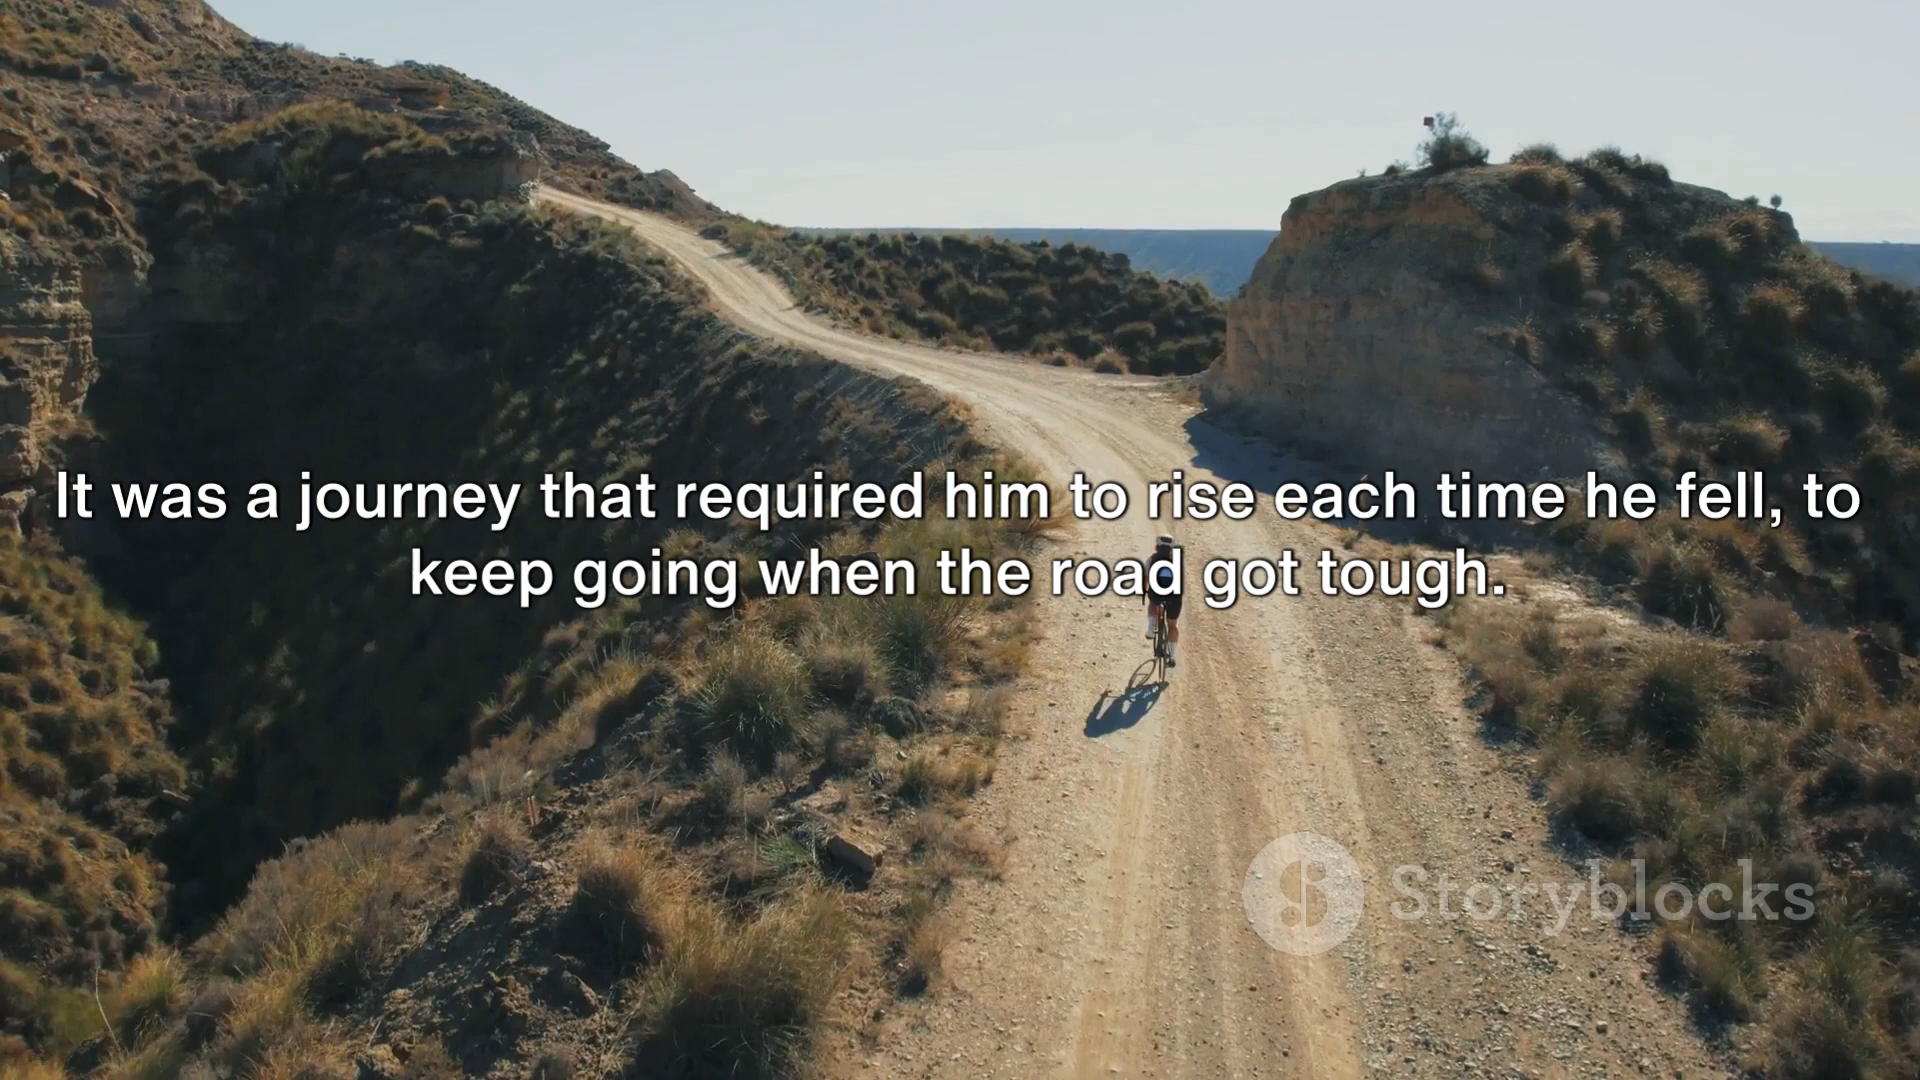 It was a journey that required him to rise each time he fell, to
keep going when the road got tough.
Storyblocks